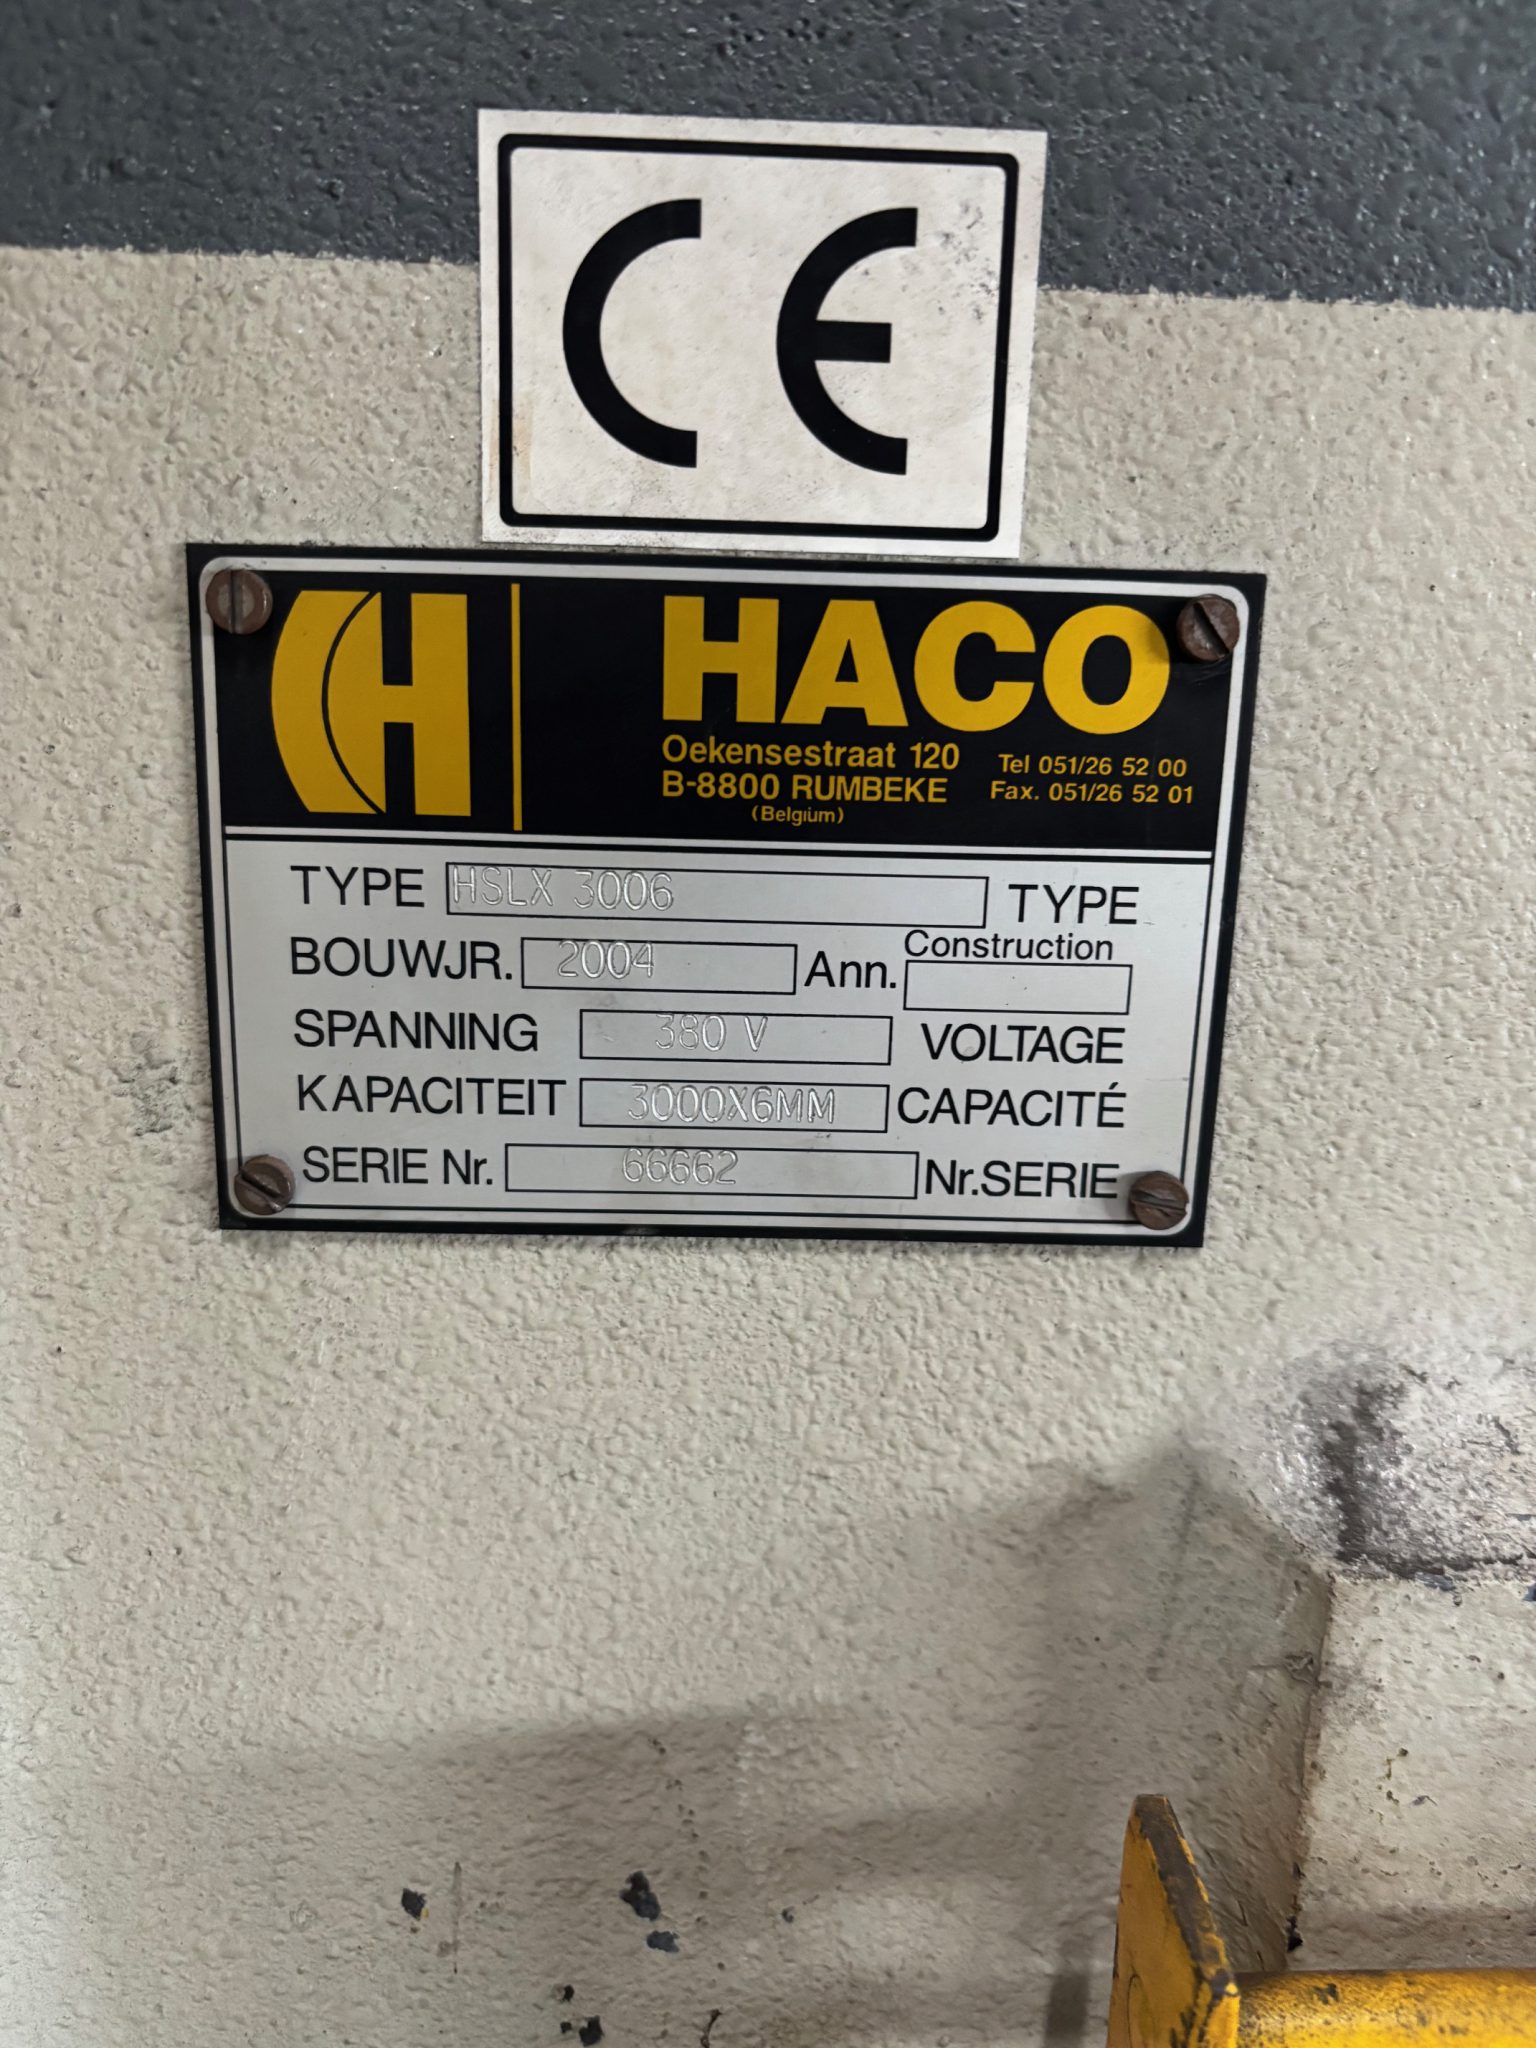 CE
H HACO
Oekensestraat 120 Tel 051/26 52 00
B-8800 RUMBEKE Fax. 051/26 52 01
(Belgium)
TYPE HSLX 3006 TYPE
BOUWJR. 2004 Ann. Construction
SPANNING 380 V VOLTAGE
KAPACITEIT 3000X6MM CAPACITÉ
SERIE Nr. 66662 Nr.SERIE